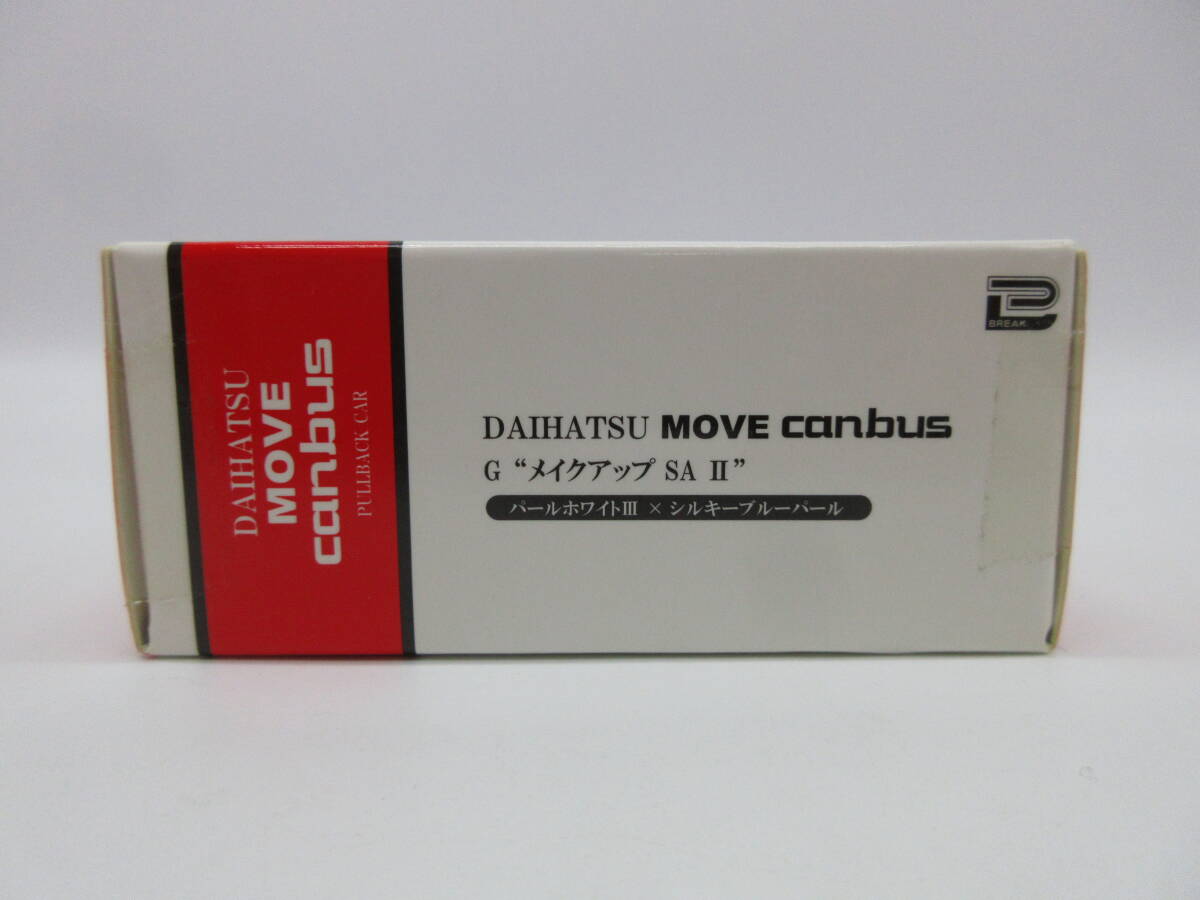 DAIHATSU
MOVE
canbus
PULLBACK CAR
BREAK
DAIHATSU MOVE canbus
G “メイクアップ SA Ⅱ”
パールホワイトⅢ × シルキーブルーパール